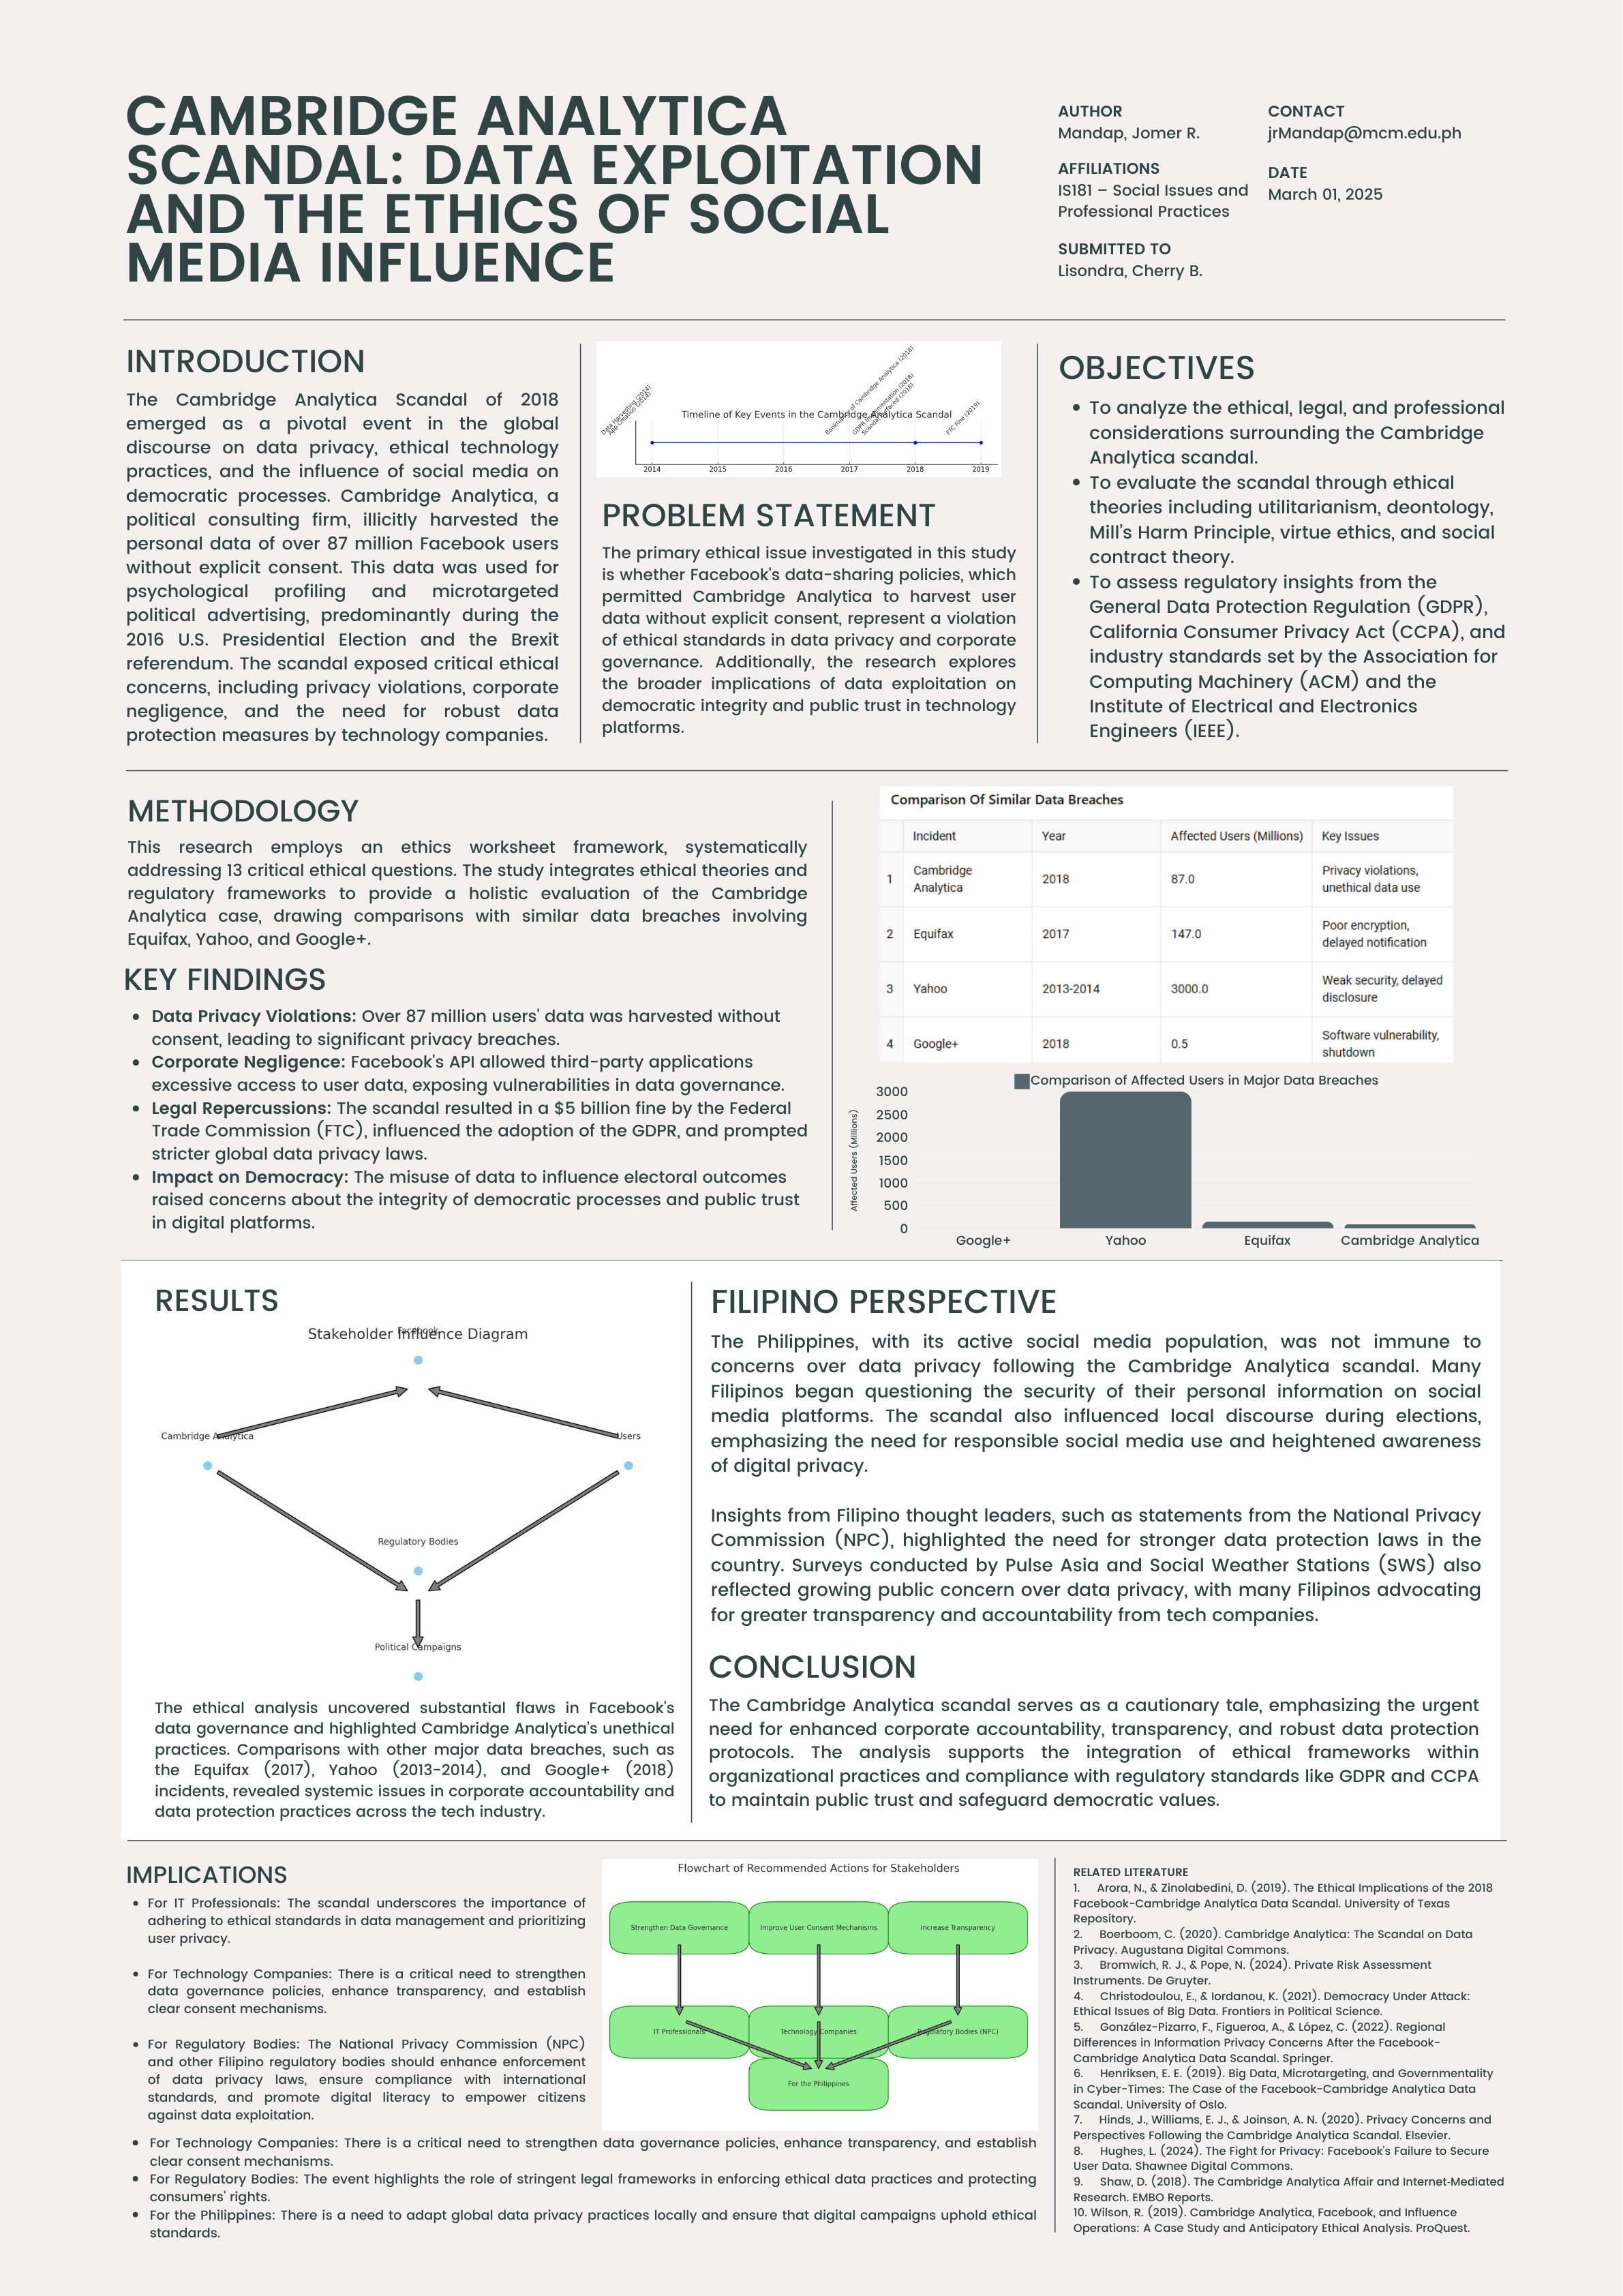 CAMBRIDGE ANALYTICA
SCANDAL: DATA EXPLOITATION
AND THE ETHICS OF SOCIAL
MEDIA INFLUENCE
AUTHOR
Mandap, Jomer R.
AFFILIATIONS
IS181 – Social Issues and
Professional Practices
SUBMITTED TO
Lisondra, Cherry B.
CONTACT
jrMandap@mcm.edu.ph
DATE
March 01, 2025
INTRODUCTION
The Cambridge Analytica Scandal of 2018
emerged as a pivotal event in the global
discourse on data privacy, ethical technology
practices, and the influence of social media on
democratic processes. Cambridge Analytica, a
political consulting firm, illicitly harvested the
personal data of over 87 million Facebook users
without explicit consent. This data was used for
psychological profiling and microtargeted
political advertising, predominantly during the
2016 U.S. Presidential Election and the Brexit
referendum. The scandal exposed critical ethical
concerns, including privacy violations, corporate
negligence, and the need for robust data
protection measures by technology companies.
Timeline of Key Events in the Cambridge Analytica Scandal
Data Harvesting (2014)
App Creation (2014)
Bankruptcy of Cambridge Analytica (2018)
GDPR Implementation (2018)
Scandal Surfaced (2018)
FTC Fine (2019)
2014 2015 2016 2017 2018 2019
PROBLEM STATEMENT
The primary ethical issue investigated in this study
is whether Facebook's data-sharing policies, which
permitted Cambridge Analytica to harvest user
data without explicit consent, represent a violation
of ethical standards in data privacy and corporate
governance. Additionally, the research explores
the broader implications of data exploitation on
democratic integrity and public trust in technology
platforms.
OBJECTIVES
• To analyze the ethical, legal, and professional
considerations surrounding the Cambridge
Analytica scandal.
• To evaluate the scandal through ethical
theories including utilitarianism, deontology,
Mill's Harm Principle, virtue ethics, and social
contract theory.
• To assess regulatory insights from the
General Data Protection Regulation (GDPR),
California Consumer Privacy Act (CCPA), and
industry standards set by the Association for
Computing Machinery (ACM) and the
Institute of Electrical and Electronics
Engineers (IEEE).
METHODOLOGY
This research employs an ethics worksheet framework, systematically
addressing 13 critical ethical questions. The study integrates ethical theories and
regulatory frameworks to provide a holistic evaluation of the Cambridge
Analytica case, drawing comparisons with similar data breaches involving
Equifax, Yahoo, and Google+.
KEY FINDINGS
• Data Privacy Violations: Over 87 million users' data was harvested without
consent, leading to significant privacy breaches.
• Corporate Negligence: Facebook's API allowed third-party applications
excessive access to user data, exposing vulnerabilities in data governance.
• Legal Repercussions: The scandal resulted in a $5 billion fine by the Federal
Trade Commission (FTC), influenced the adoption of the GDPR, and prompted
stricter global data privacy laws.
• Impact on Democracy: The misuse of data to influence electoral outcomes
raised concerns about the integrity of democratic processes and public trust
in digital platforms.
Comparison Of Similar Data Breaches
Incident Year Affected Users (Millions) Key Issues
1 Cambridge Analytica 2018 87.0 Privacy violations, unethical data use
2 Equifax 2017 147.0 Poor encryption, delayed notification
3 Yahoo 2013-2014 3000.0 Weak security, delayed disclosure
4 Google+ 2018 0.5 Software vulnerability, shutdown
Comparison of Affected Users in Major Data Breaches
Affected Users (Millions)
3000
2500
2000
1500
1000
500
0
Google+ Yahoo Equifax Cambridge Analytica
RESULTS
Stakeholder Influence Diagram
Facebook
Cambridge Analytica
Users
Regulatory Bodies
Political Campaigns
The ethical analysis uncovered substantial flaws in Facebook's
data governance and highlighted Cambridge Analytica's unethical
practices. Comparisons with other major data breaches, such as
the Equifax (2017), Yahoo (2013-2014), and Google+ (2018)
incidents, revealed systemic issues in corporate accountability and
data protection practices across the tech industry.
FILIPINO PERSPECTIVE
The Philippines, with its active social media population, was not immune to
concerns over data privacy following the Cambridge Analytica scandal. Many
Filipinos began questioning the security of their personal information on social
media platforms. The scandal also influenced local discourse during elections,
emphasizing the need for responsible social media use and heightened awareness
of digital privacy.
Insights from Filipino thought leaders, such as statements from the National Privacy
Commission (NPC), highlighted the need for stronger data protection laws in the
country. Surveys conducted by Pulse Asia and Social Weather Stations (SWS) also
reflected growing public concern over data privacy, with many Filipinos advocating
for greater transparency and accountability from tech companies.
CONCLUSION
The Cambridge Analytica scandal serves as a cautionary tale, emphasizing the urgent
need for enhanced corporate accountability, transparency, and robust data protection
protocols. The analysis supports the integration of ethical frameworks within
organizational practices and compliance with regulatory standards like GDPR and CCPA
to maintain public trust and safeguard democratic values.
IMPLICATIONS
• For IT Professionals: The scandal underscores the importance of
adhering to ethical standards in data management and prioritizing
user privacy.
• For Technology Companies: There is a critical need to strengthen
data governance policies, enhance transparency, and establish
clear consent mechanisms.
• For Regulatory Bodies: The National Privacy Commission (NPC)
and other Filipino regulatory bodies should enhance enforcement
of data privacy laws, ensure compliance with international
standards, and promote digital literacy to empower citizens
against data exploitation.
• For Technology Companies: There is a critical need to strengthen data governance policies, enhance transparency, and establish
clear consent mechanisms.
• For Regulatory Bodies: The event highlights the role of stringent legal frameworks in enforcing ethical data practices and protecting
consumers' rights.
• For the Philippines: There is a need to adapt global data privacy practices locally and ensure that digital campaigns uphold ethical
standards.
Flowchart of Recommended Actions for Stakeholders
Strengthen Data Governance
Improve User Consent Mechanisms
Increase Transparency
IT Professionals
Technology Companies
Regulatory Bodies (NPC)
For the Philippines
RELATED LITERATURE
1. Arora, N., & Zinolabedini, D. (2019). The Ethical Implications of the 2018
Facebook-Cambridge Analytica Data Scandal. University of Texas
Repository.
2. Boerboom, C. (2020). Cambridge Analytica: The Scandal on Data
Privacy. Augustana Digital Commons.
3. Bromwich, R. J., & Pope, N. (2024). Private Risk Assessment
Instruments. De Gruyter.
4. Christodoulou, E., & Iordanou, K. (2021). Democracy Under Attack:
Ethical Issues of Big Data. Frontiers in Political Science.
5. González-Pizarro, F., Figueroa, A., & López, C. (2022). Regional
Differences in Information Privacy Concerns After the Facebook-
Cambridge Analytica Data Scandal. Springer.
6. Henriksen, E. E. (2019). Big Data, Microtargeting, and Governmentality
in Cyber-Times: The Case of the Facebook-Cambridge Analytica Data
Scandal. University of Oslo.
7. Hinds, J., Williams, E. J., & Joinson, A. N. (2020). Privacy Concerns and
Perspectives Following the Cambridge Analytica Scandal. Elsevier.
8. Hughes, L. (2024). The Fight for Privacy: Facebook's Failure to Secure
User Data. Shawnee Digital Commons.
9. Shaw, D. (2018). The Cambridge Analytica Affair and Internet-Mediated
Research. EMBO Reports.
10. Wilson, R. (2019). Cambridge Analytica, Facebook, and Influence
Operations: A Case Study and Anticipatory Ethical Analysis. ProQuest.